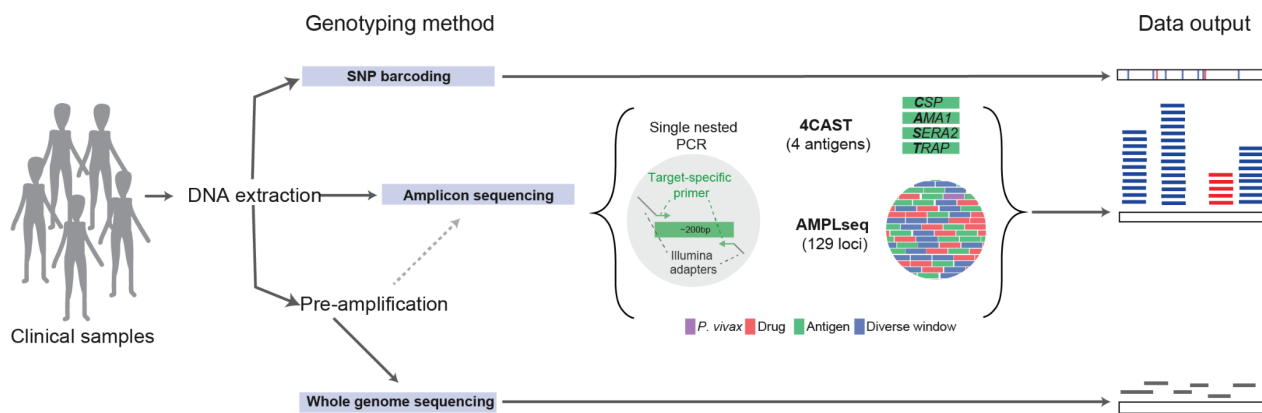 Genotyping method
Data output
SNP barcoding
Single nested
PCR
Target-specific
primer
~200bp
Illumina
adapters
4CAST
(4 antigens)
CSP
AMA1
SERA2
TRAP
DNA extraction
Amplicon sequencing
AMPLseq
(129 loci)
Pre-amplification
Clinical samples
P. vivax
Drug
Antigen
Diverse window
Whole genome sequencing